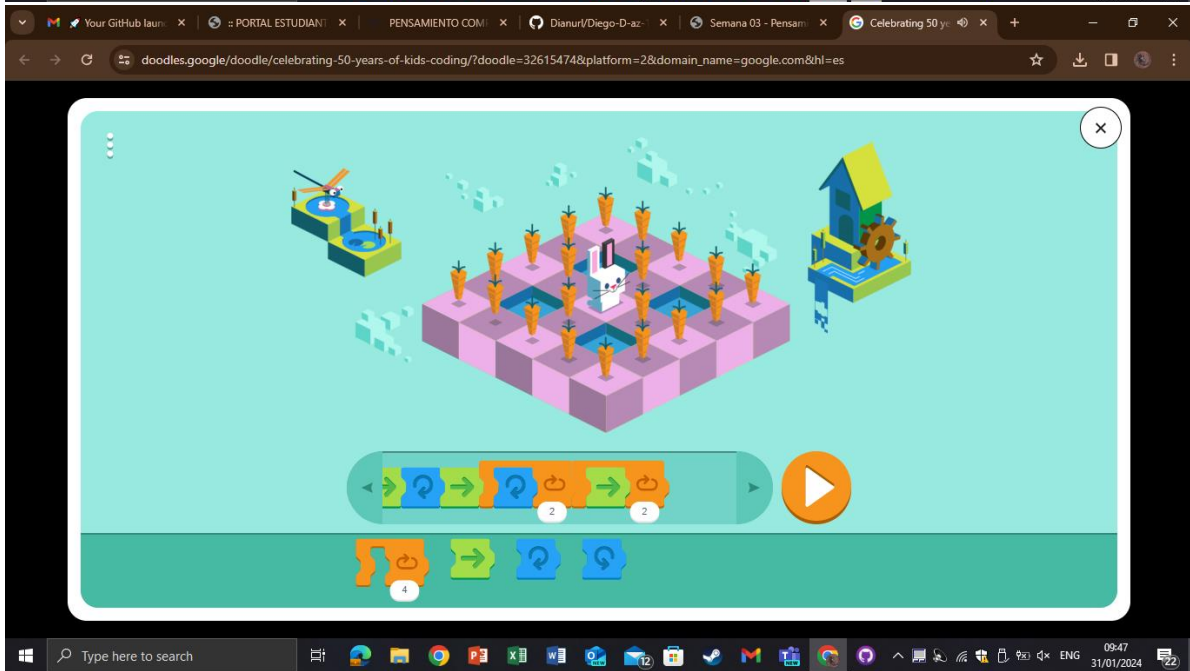 Your GitHub laun
:: PORTAL ESTUDIANT
PENSAMIENTO COM
Dianurl/Diego-D-az-
Semana 03 - Pensam
Celebrating 50 ye
doodles.google/doodle/celebrating-50-years-of-kids-coding/?doodle=32615474&platform=2&domain_name=google.com&hl=es
2
2
4
Type here to search
12
ENG
09:47
31/01/2024
22